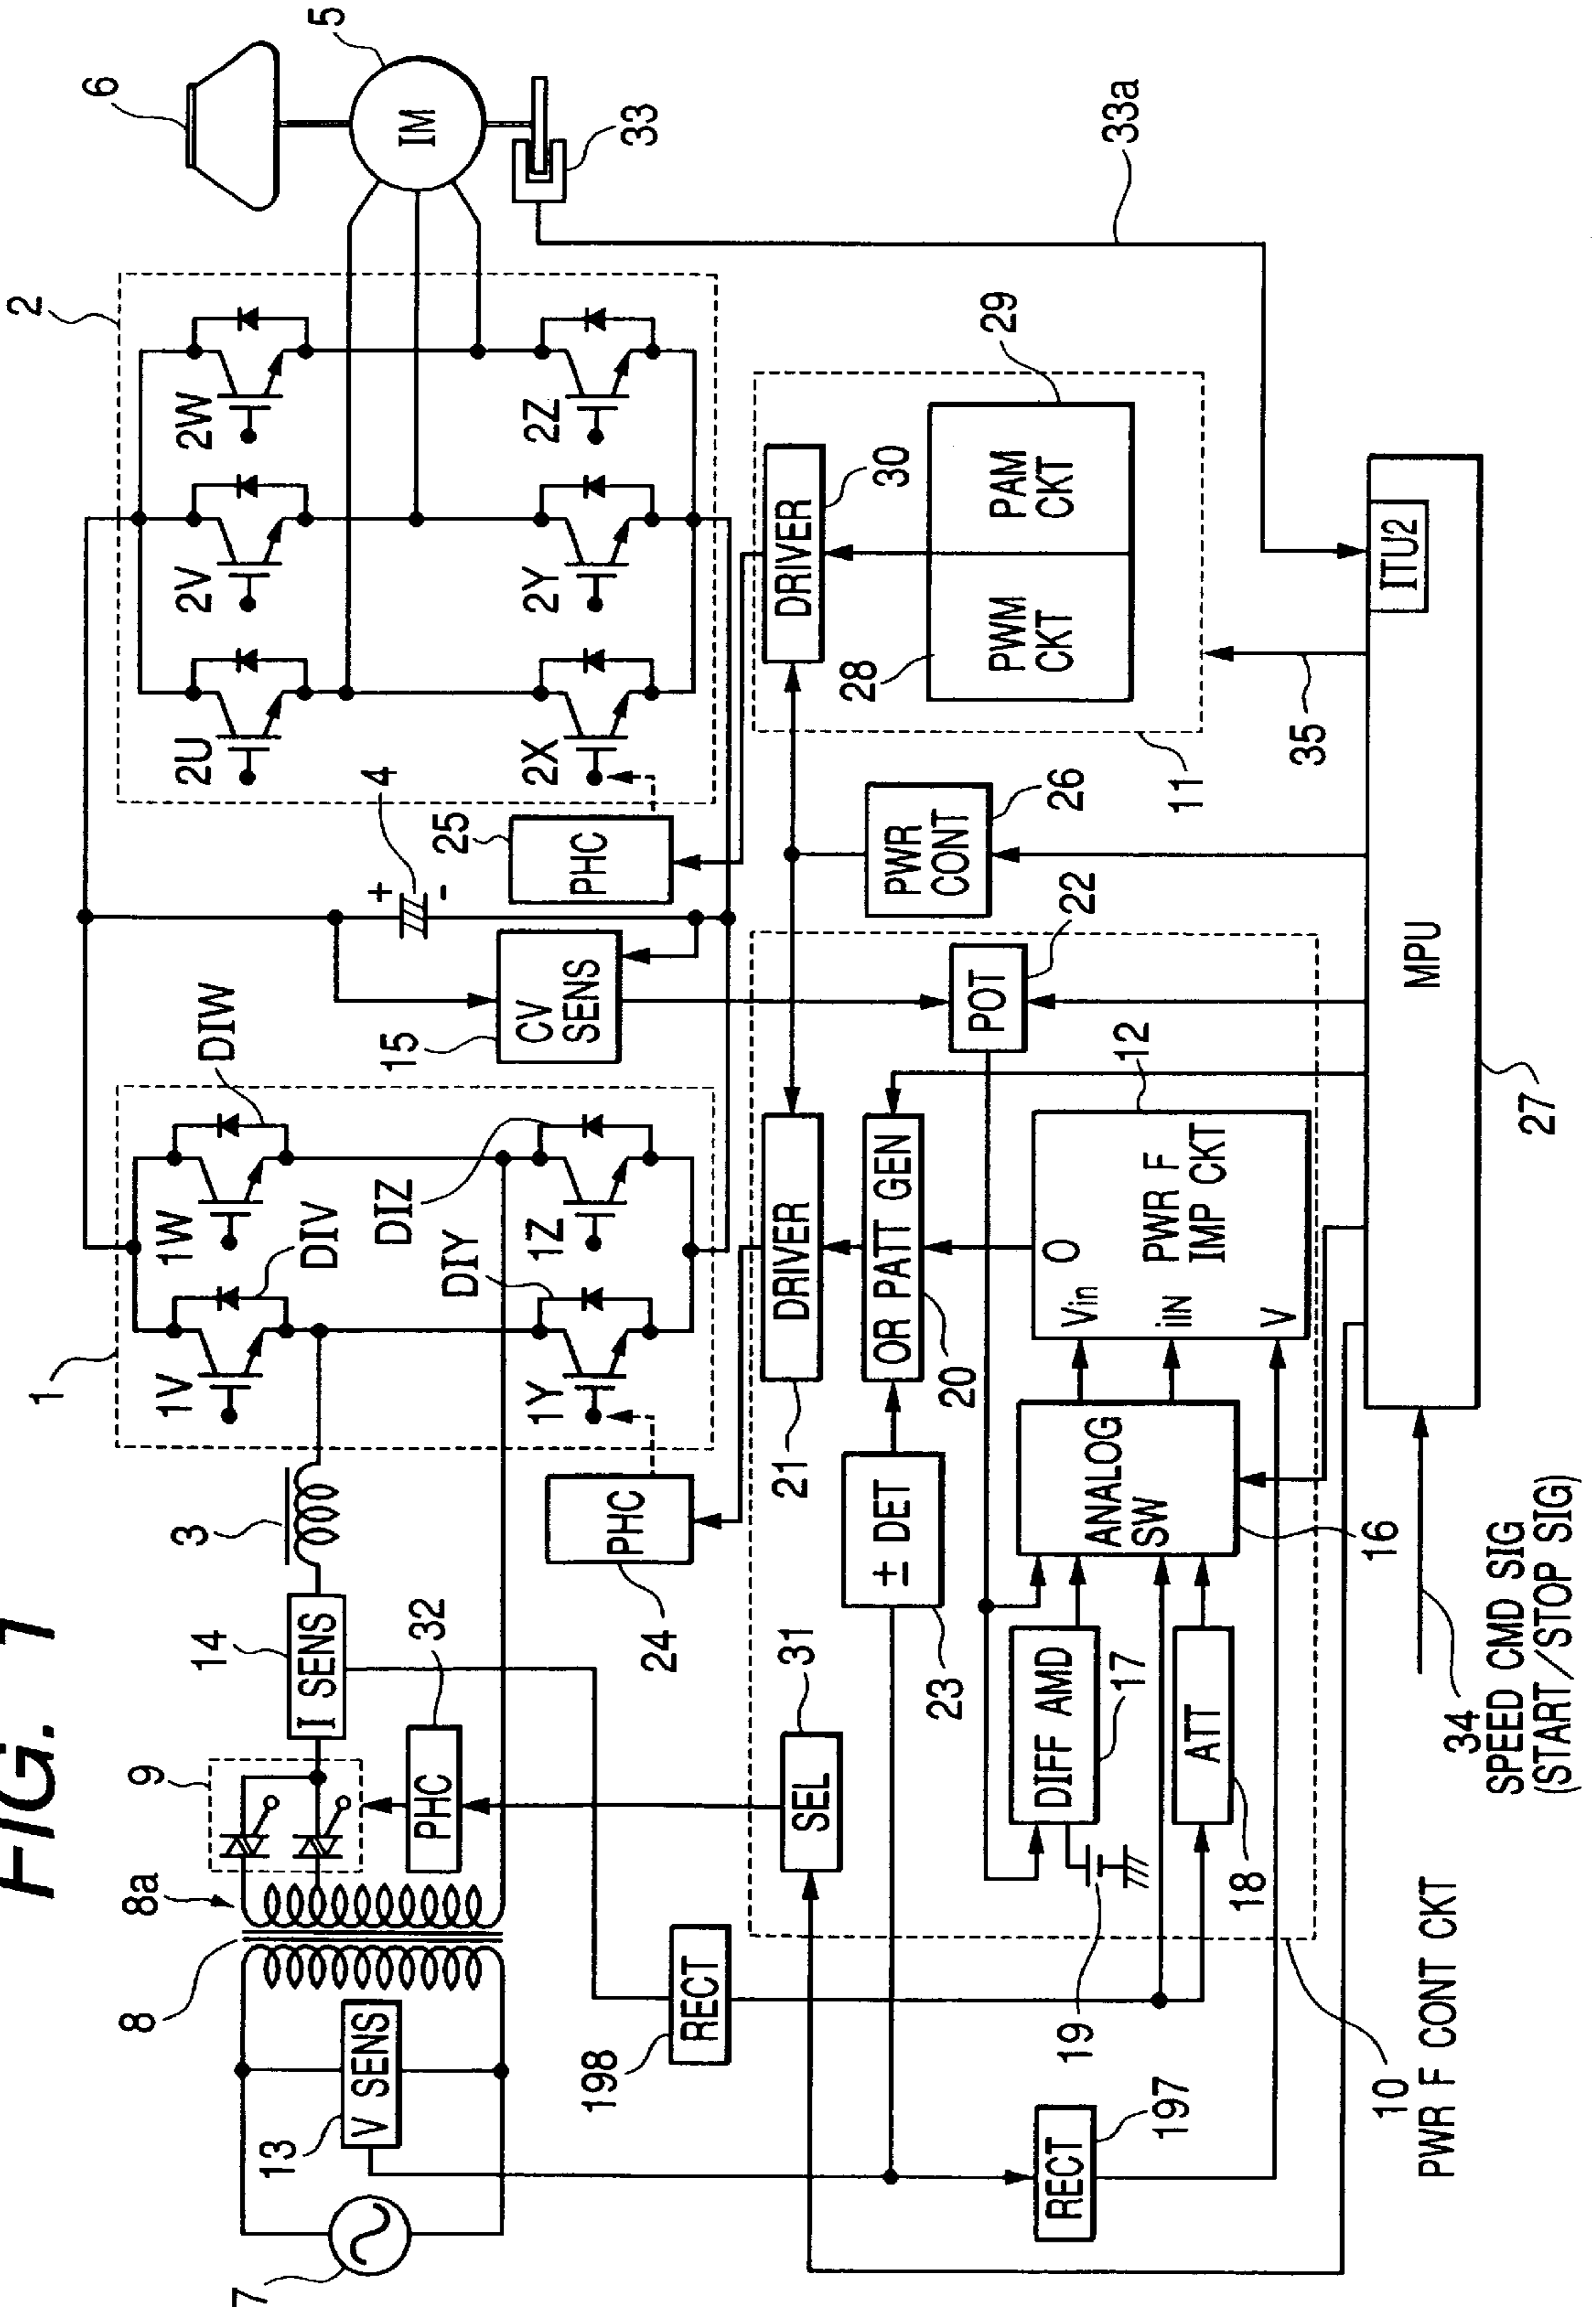 FIG. 1
1
2
3
4
5
6
7
8
8a
9
1V
1W
1Y
1Z
DIV
DIW
DIY
DIZ
2U
2V
2W
2X
2Y
2Z
+
-
IM
33
33a
13
V SENS
14
I SENS
PHC
32
24
PHC
25
PHC
15
CV
SENS
198
RECT
197
RECT
31
SEL
21
DRIVER
20
OR PATT GEN
23
± DET
22
POT
26
PWR
CONT
30
DRIVER
28
PWM
CKT
29
PAM
CKT
11
35
12
O
Vin
iIN
V
PWR F
IMP CKT
16
ANALOG
SW
17
DIFF AMD
18
ATT
19
10
PWR F CONT CKT
MPU
ITU2
27
34
SPEED CMD SIG
(START/STOP SIG)